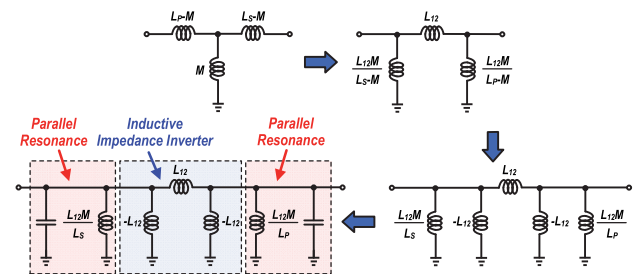 LP-M LS-M
M
L12
L12M
LS-M
L12M
LP-M
Parallel
Resonance
Inductive
Impedance Inverter
Parallel
Resonance
L12
L12M
LS
-L12
-L12
L12M
LP
L12
L12M
LS
-L12
-L12
L12M
LP